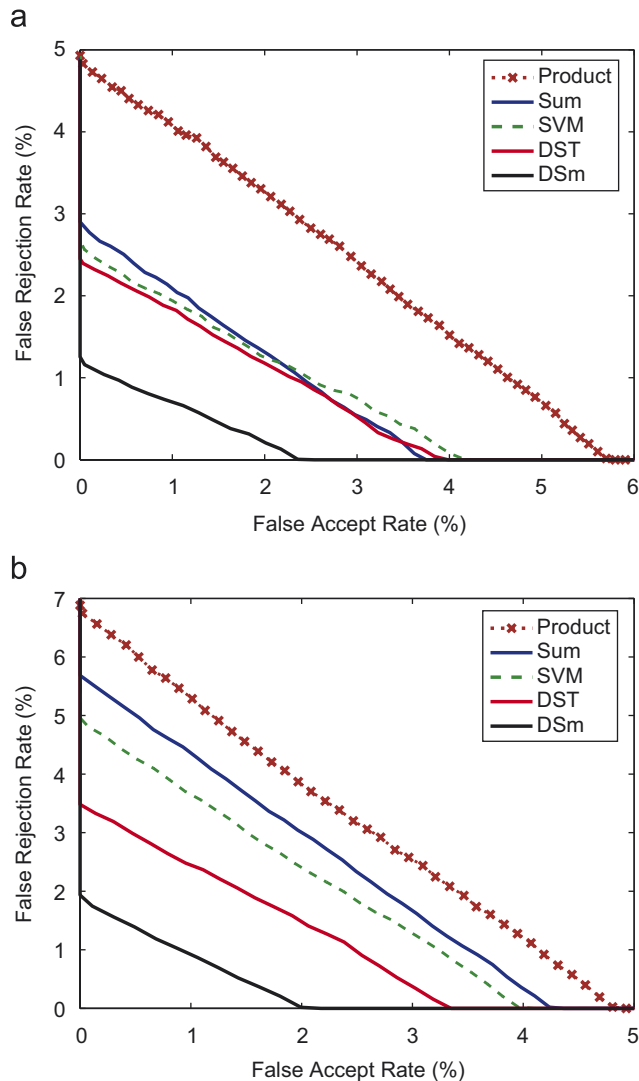 a
False Rejection Rate (%)
5
4
3
2
1
0
0 1 2 3 4 5 6
False Accept Rate (%)
Product
Sum
SVM
DST
DSm
b
False Rejection Rate (%)
7
6
5
4
3
2
1
0
0 1 2 3 4 5
False Accept Rate (%)
Product
Sum
SVM
DST
DSm